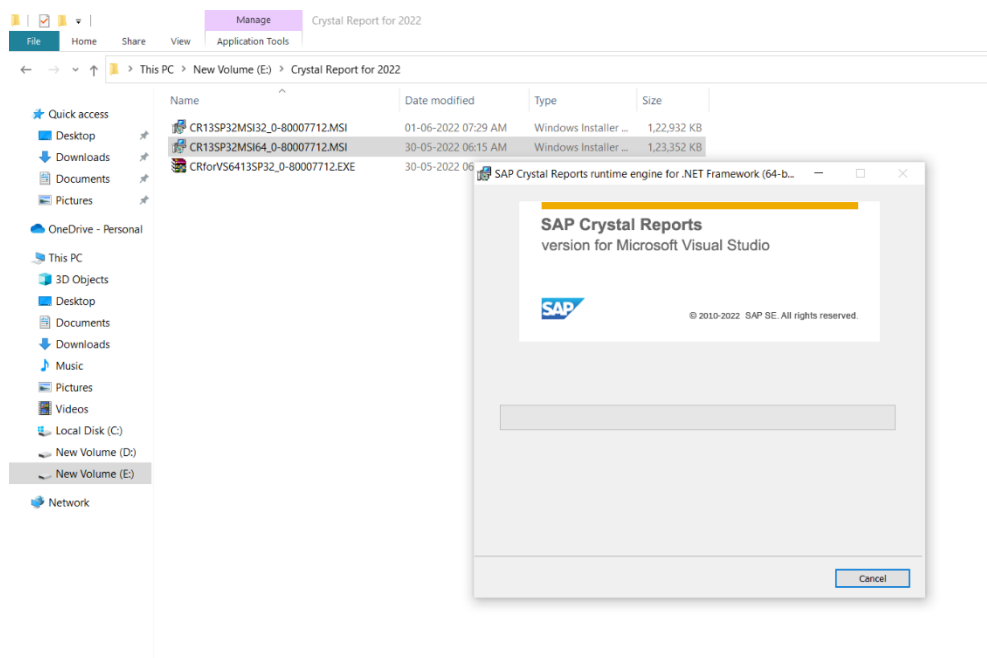 Manage Crystal Report for 2022
File Home Share View Application Tools
This PC > New Volume (E:) > Crystal Report for 2022
Name Date modified Type Size
Quick access
Desktop
Downloads
Documents
Pictures
OneDrive - Personal
This PC
3D Objects
Desktop
Documents
Downloads
Music
Pictures
Videos
Local Disk (C:)
New Volume (D:)
New Volume (E:)
Network
CR13SP32MSI32_0-80007712.MSI 01-06-2022 07:29 AM Windows Installer ... 1,22,932 KB
CR13SP32MSI64_0-80007712.MSI 30-05-2022 06:15 AM Windows Installer ... 1,23,352 KB
CRforVS6413SP32_0-80007712.EXE 30-05-2022 06
SAP Crystal Reports runtime engine for .NET Framework (64-b...
SAP Crystal Reports
version for Microsoft Visual Studio
SAP
© 2010-2022 SAP SE. All rights reserved.
Cancel